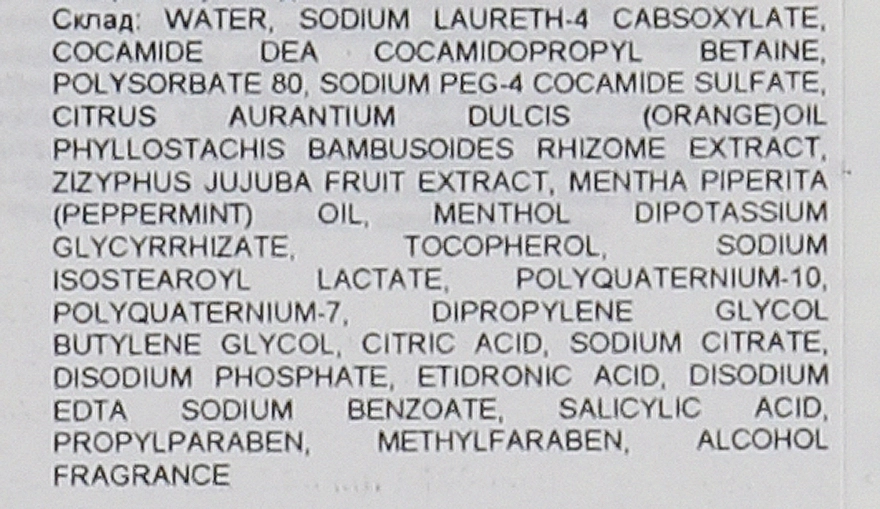 Склад: WATER, SODIUM LAURETH-4 CABSOXYLATE,
COCAMIDE DEA COCAMIDOPROPYL BETAINE,
POLYSORBATE 80, SODIUM PEG-4 COCAMIDE SULFATE,
CITRUS AURANTIUM DULCIS (ORANGE)OIL
PHYLLOSTACHIS BAMBUSOIDES RHIZOME EXTRACT,
ZIZYPHUS JUJUBA FRUIT EXTRACT, MENTHA PIPERITA
(PEPPERMINT) OIL, MENTHOL DIPOTASSIUM
GLYCYRRHIZATE, TOCOPHEROL, SODIUM
ISOSTEAROYL LACTATE, POLYQUATERNIUM-10,
POLYQUATERNIUM-7, DIPROPYLENE GLYCOL
BUTYLENE GLYCOL, CITRIC ACID, SODIUM CITRATE,
DISODIUM PHOSPHATE, ETIDRONIC ACID, DISODIUM
EDTA SODIUM BENZOATE, SALICYLIC ACID,
PROPYLPARABEN, METHYLFARABEN, ALCOHOL
FRAGRANCE